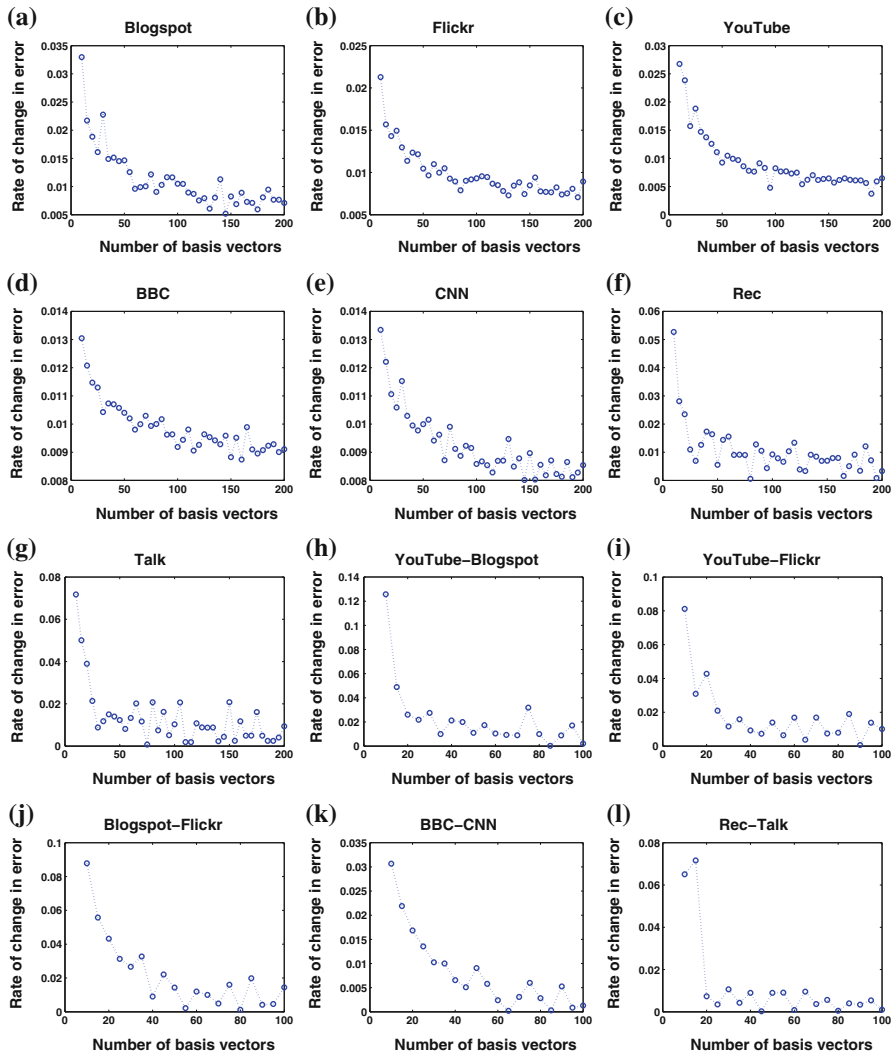 (a) Blogspot
Rate of change in error
0.035
0.03
0.025
0.02
0.015
0.01
0.005
0 50 100 150 200
Number of basis vectors
(b) Flickr
Rate of change in error
0.025
0.02
0.015
0.01
0.005
0 50 100 150 200
Number of basis vectors
(c) YouTube
Rate of change in error
0.03
0.025
0.02
0.015
0.01
0.005
0
0 50 100 150 200
Number of basis vectors
(d) BBC
Rate of change in error
0.014
0.013
0.012
0.011
0.01
0.009
0.008
0 50 100 150 200
Number of basis vectors
(e) CNN
Rate of change in error
0.014
0.013
0.012
0.011
0.01
0.009
0.008
0 50 100 150 200
Number of basis vectors
(f) Rec
Rate of change in error
0.06
0.05
0.04
0.03
0.02
0.01
0
0 50 100 150 200
Number of basis vectors
(g) Talk
Rate of change in error
0.08
0.06
0.04
0.02
0
0 50 100 150 200
Number of basis vectors
(h) YouTube−Blogspot
Rate of change in error
0.14
0.12
0.1
0.08
0.06
0.04
0.02
0
0 20 40 60 80 100
Number of basis vectors
(i) YouTube−Flickr
Rate of change in error
0.1
0.08
0.06
0.04
0.02
0
0 20 40 60 80 100
Number of basis vectors
(j) Blogspot−Flickr
Rate of change in error
0.1
0.08
0.06
0.04
0.02
0
0 20 40 60 80 100
Number of basis vectors
(k) BBC−CNN
Rate of change in error
0.035
0.03
0.025
0.02
0.015
0.01
0.005
0
0 20 40 60 80 100
Number of basis vectors
(l) Rec−Talk
Rate of change in error
0.08
0.06
0.04
0.02
0
0 20 40 60 80 100
Number of basis vectors